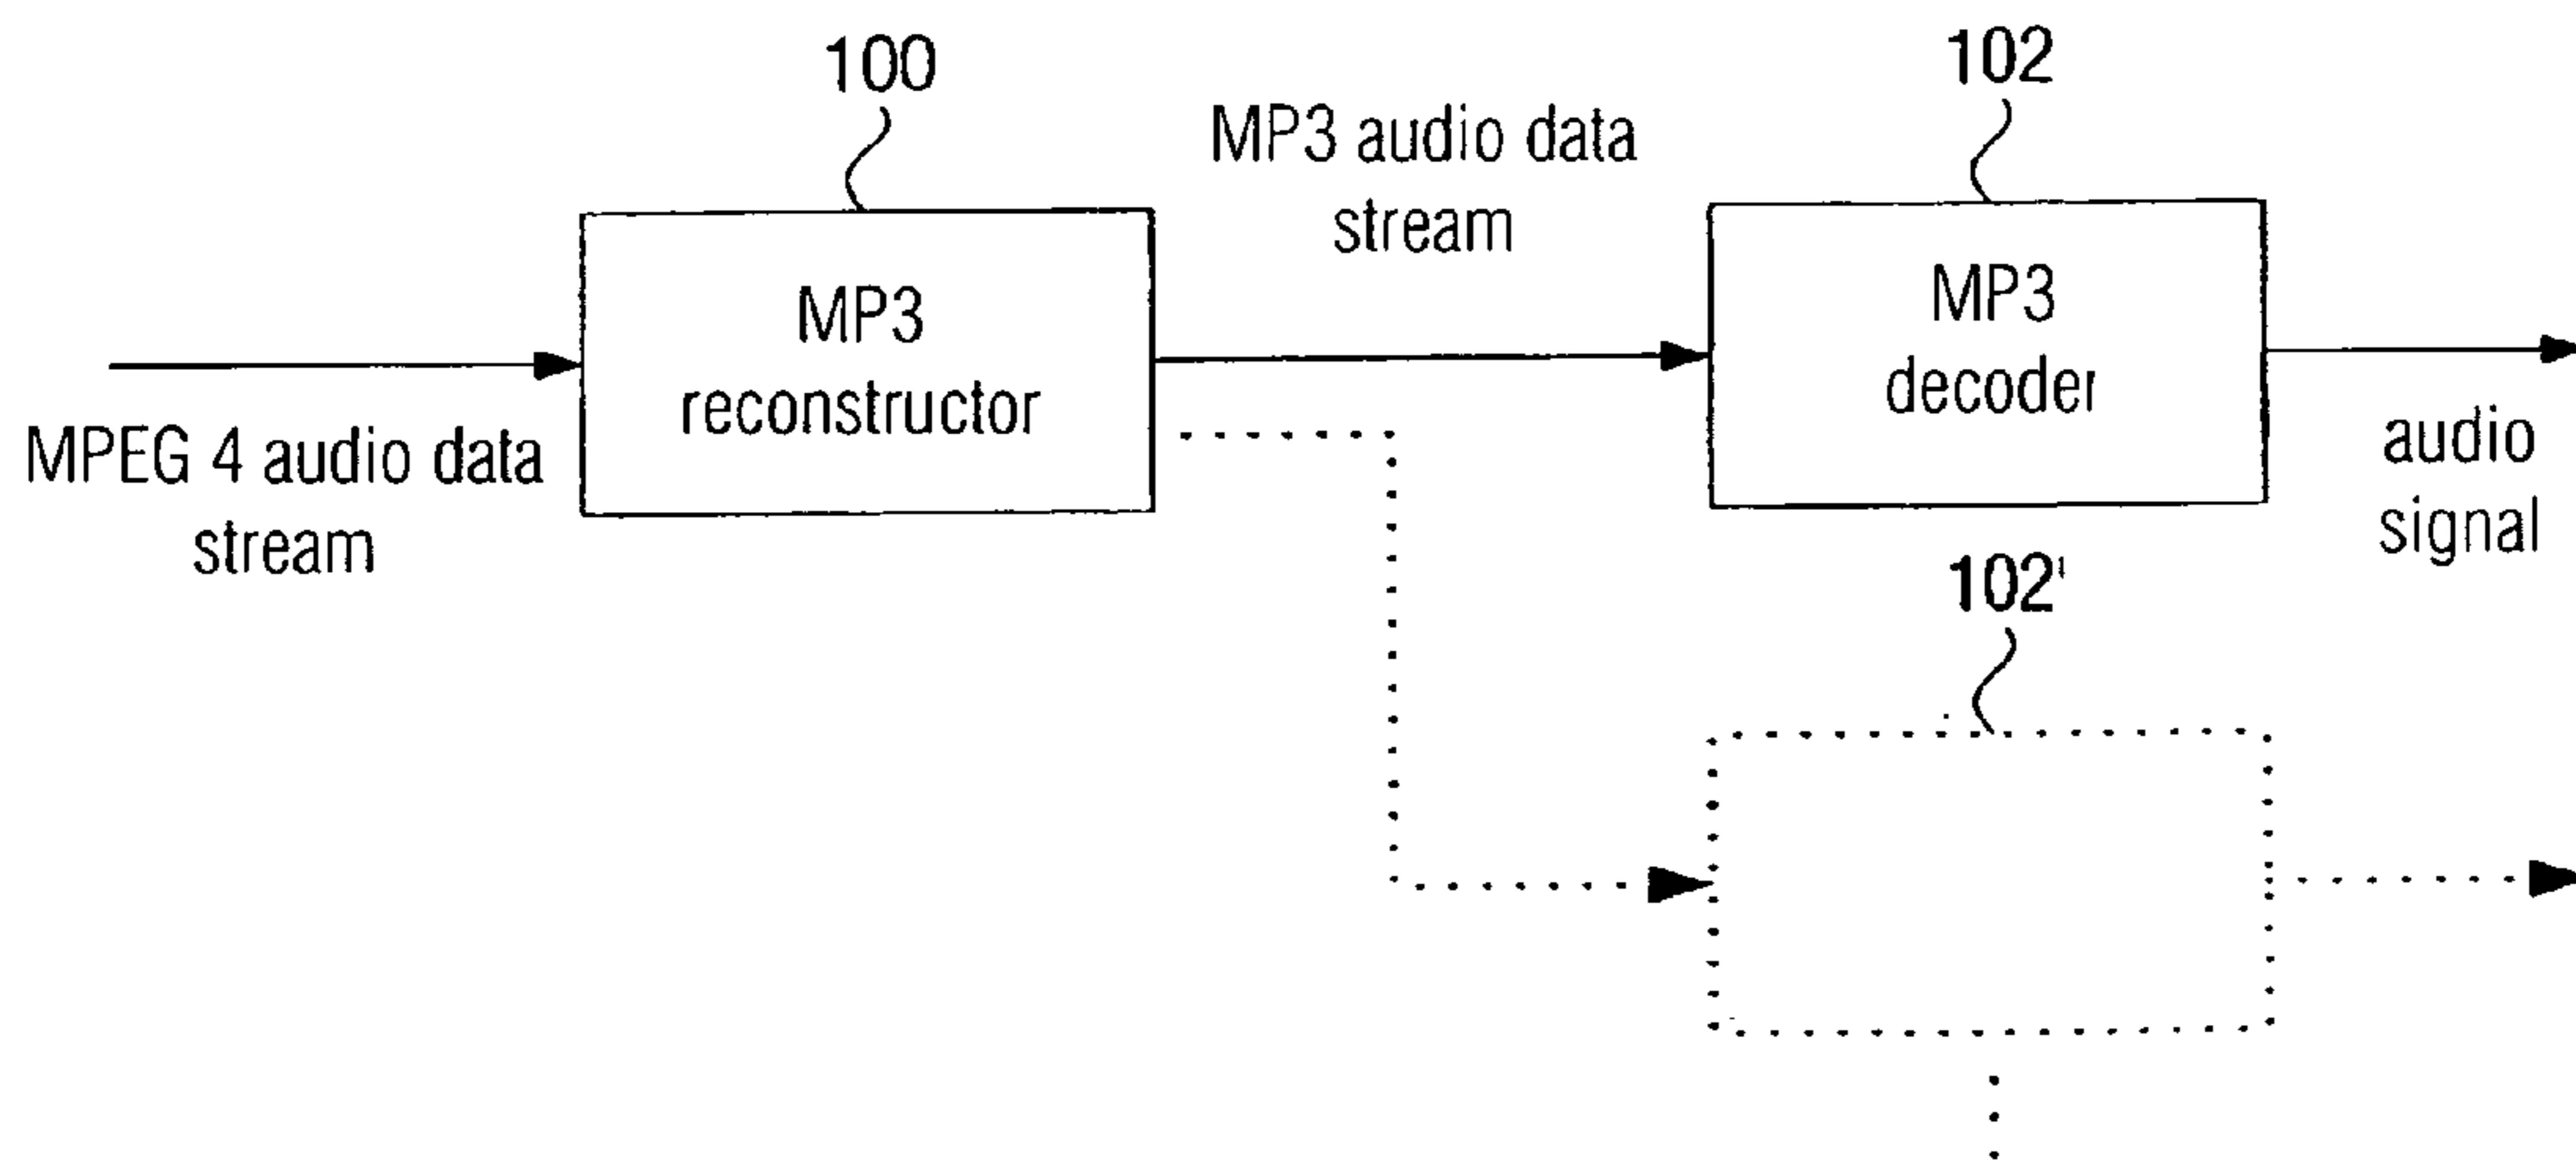 100
102
MP3 audio data
stream
MP3
reconstructor
MP3
decoder
MPEG 4 audio data
stream
audio
signal
102'